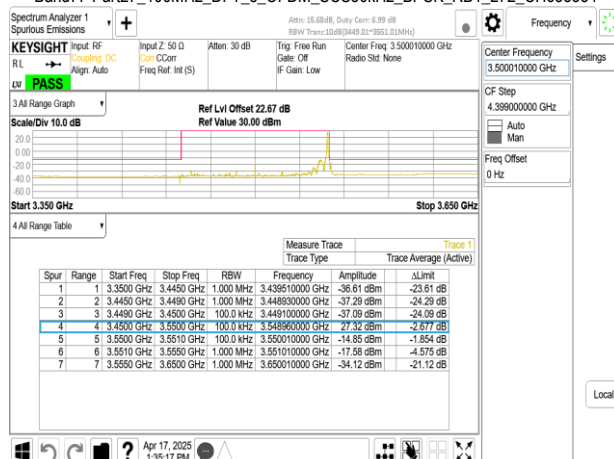 Spectrum Analyzer 1
Spurious Emissions
Attn: 15.68dB, Duty Corr: 6.99 dB
RBW Trans:10dB(3449.01~3551.01MHz)
Frequency
Settings
KEYSIGHT
RL
PASS
Input: RF
Coupling: DC
Align: Auto
Input Z: 50 Ω
Corr CCorr
Freq Ref: Int (S)
Atten: 30 dB
Trig: Free Run
Gate: Off
IF Gain: Low
Center Freq: 3.500010000 GHz
Radio Std: None
Center Frequency
3.500010000 GHz
CF Step
4.399000000 GHz
Auto
Man
Freq Offset
0 Hz
3 All Range Graph
Scale/Div 10.0 dB
Ref Lvl Offset 22.67 dB
Ref Value 30.00 dBm
20.0
0.00
-20.0
-40.0
-60.0
Start 3.350 GHz
Stop 3.650 GHz
4 All Range Table
Measure Trace Trace 1
Trace Type Trace Average (Active)
Spur Range Start Freq Stop Freq RBW Frequency Amplitude ΔLimit
1 1 3.3500 GHz 3.4450 GHz 1.000 MHz 3.439510000 GHz -36.61 dBm -23.61 dB
2 2 3.4450 GHz 3.4490 GHz 1.000 MHz 3.448930000 GHz -37.29 dBm -24.29 dB
3 3 3.4490 GHz 3.4500 GHz 100.0 kHz 3.449100000 GHz -37.09 dBm -24.09 dB
4 4 3.4500 GHz 3.5500 GHz 100.0 kHz 3.548960000 GHz 27.32 dBm -2.677 dB
5 5 3.5500 GHz 3.5510 GHz 100.0 kHz 3.550010000 GHz -14.85 dBm -1.854 dB
6 6 3.5510 GHz 3.5550 GHz 1.000 MHz 3.551010000 GHz -17.58 dBm -4.575 dB
7 7 3.5550 GHz 3.6500 GHz 1.000 MHz 3.650010000 GHz -34.12 dBm -21.12 dB
Local
Apr 17, 2025
1:35:17 PM